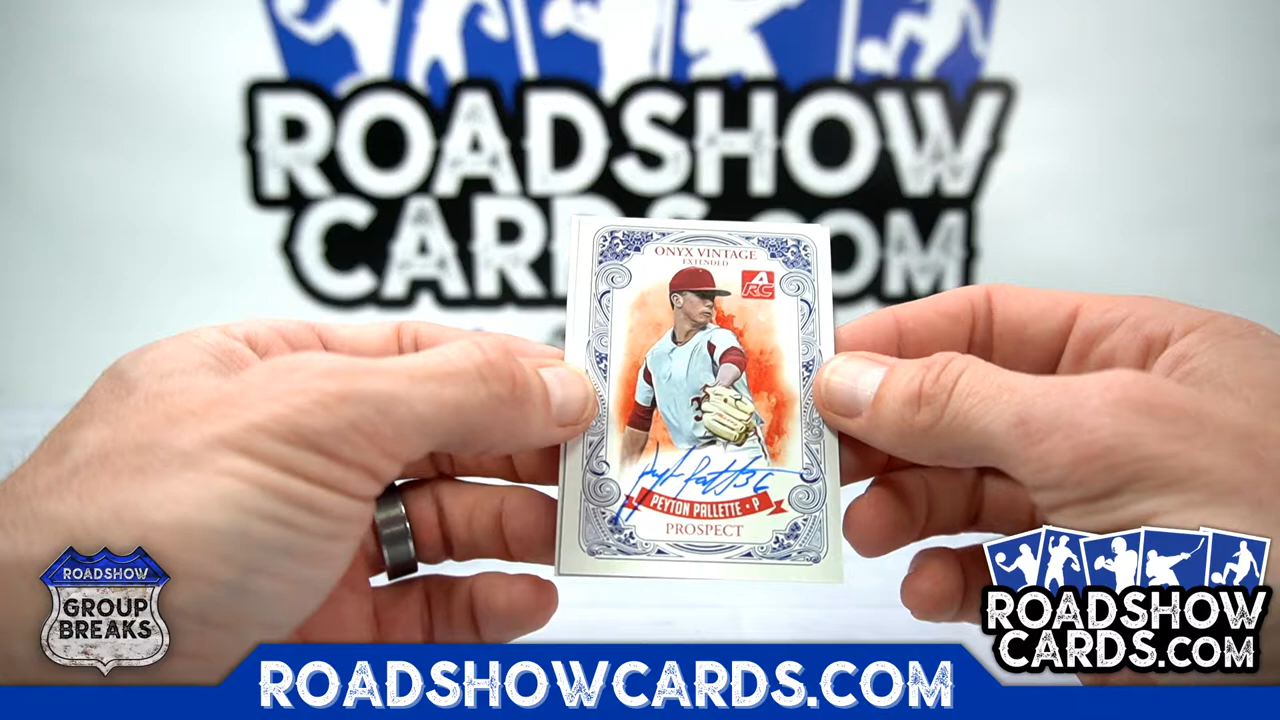 ROADSHOW
CARDS.COM
ONYX VINTAGE
EXTENDED
A
RC
PEYTON PALLETTE • P
PROSPECT
ROADSHOW
GROUP
BREAKS
ROADSHOW
CARDS.COM
ROADSHOWCARDS.COM